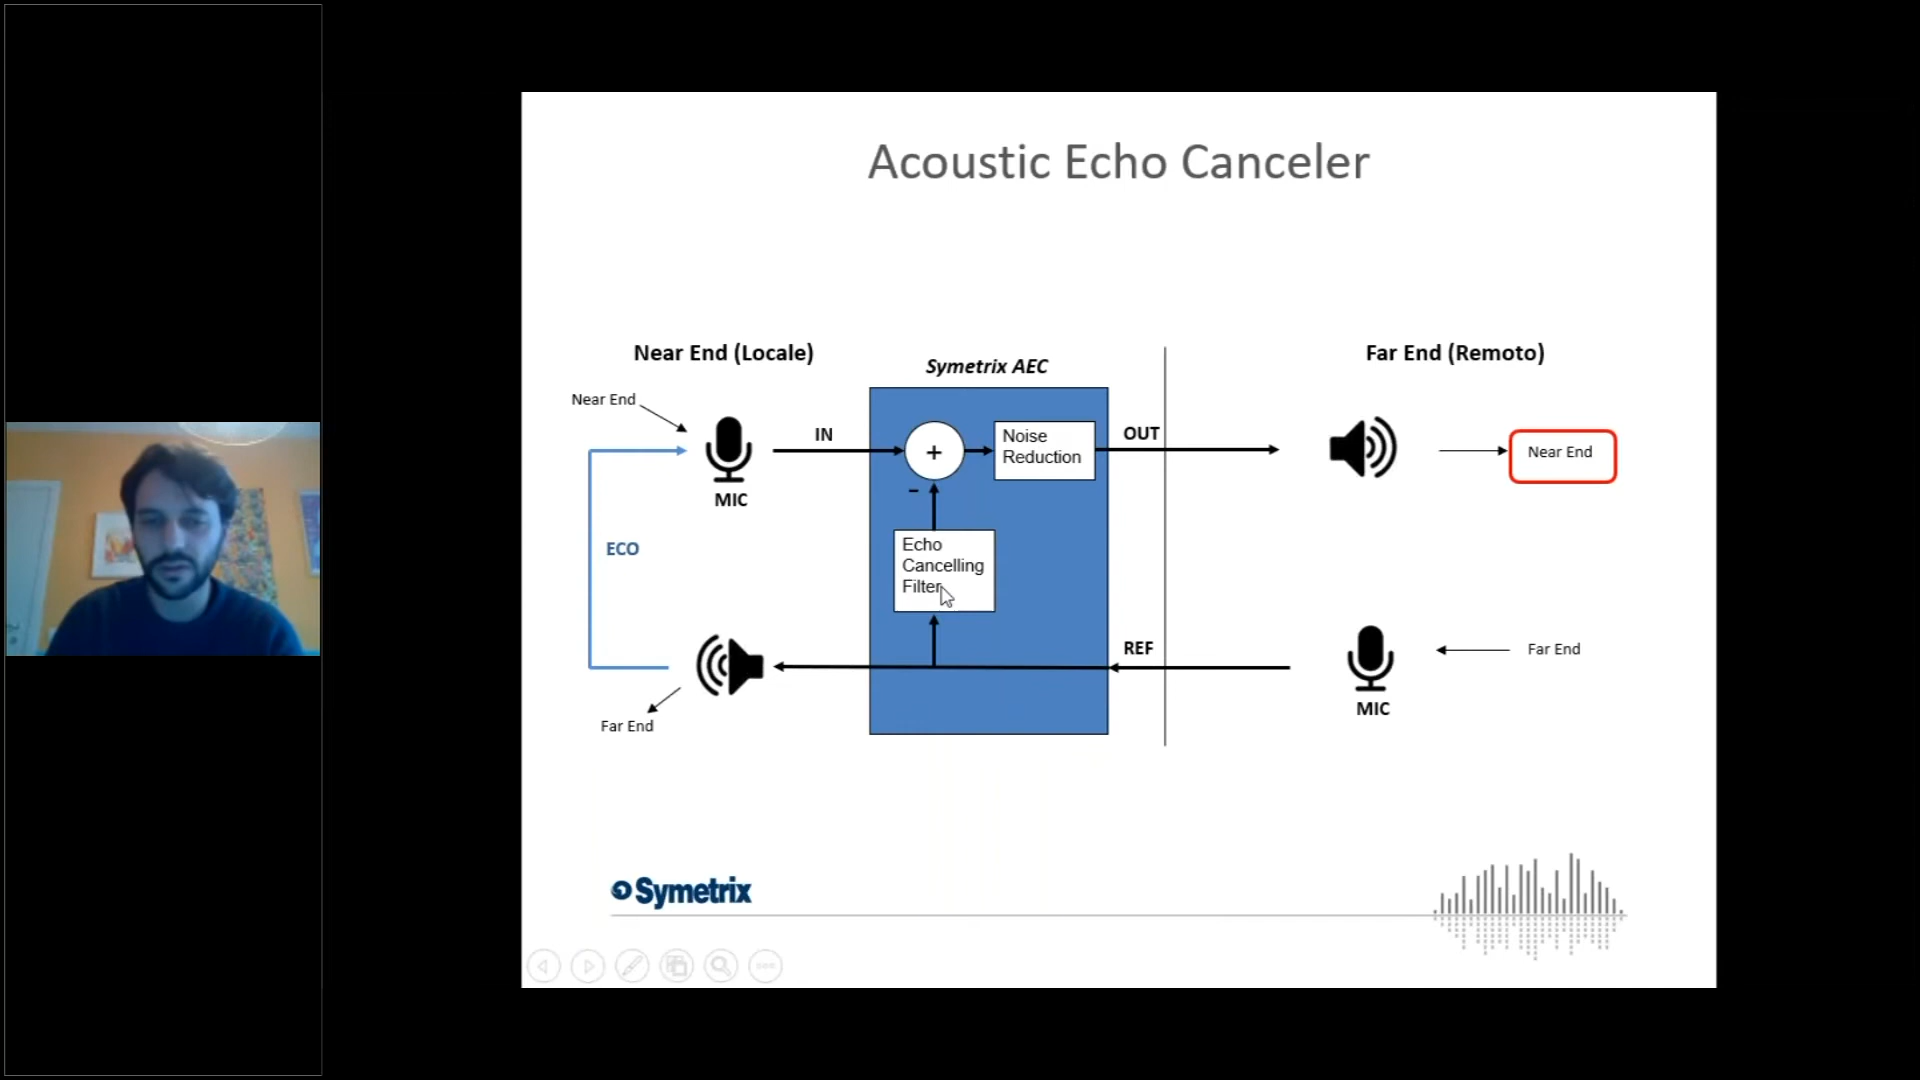 Acoustic Echo Canceler
Near End (Locale)
Symetrix AEC
Far End (Remoto)
Near End
IN
+
Noise
Reduction
OUT
Near End
MIC
–
ECO
Echo
Cancelling
Filter
REF
Far End
MIC
Far End
Symetrix